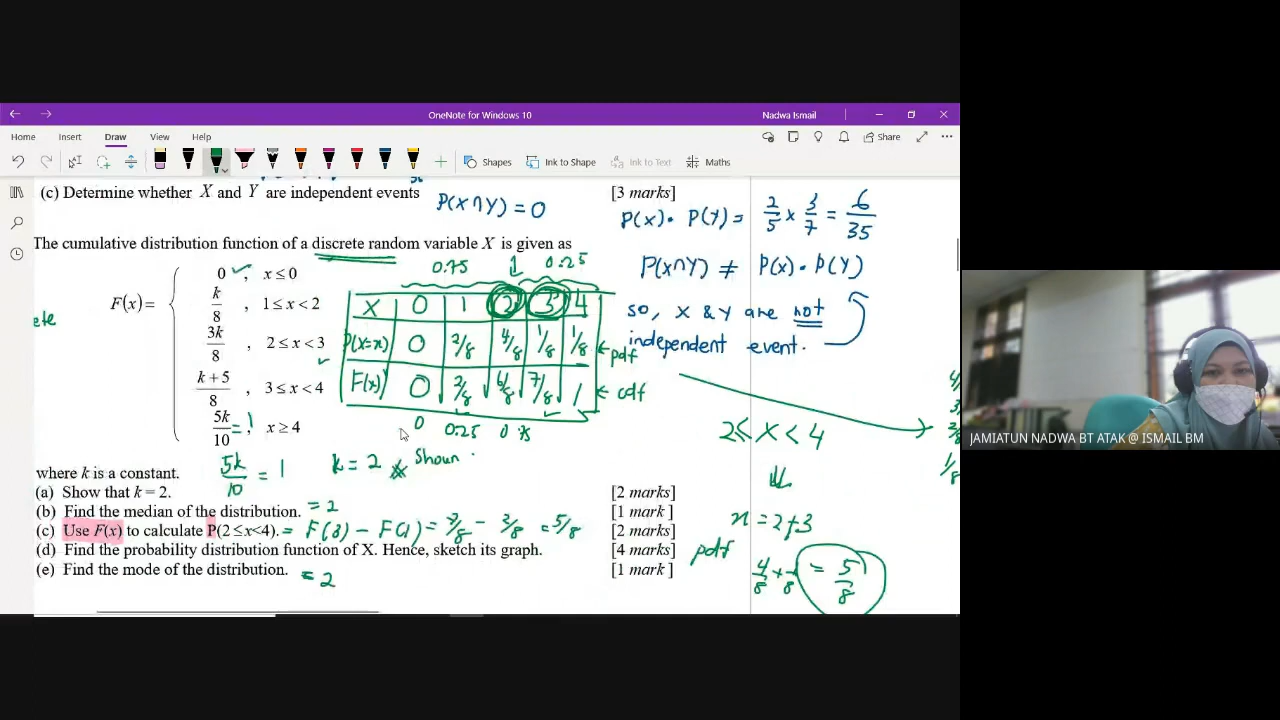 OneNote for Windows 10
Nadwa Ismail
Home Insert Draw View Help
Share
Shapes Ink to Shape Ink to Text Maths
(c) Determine whether X and Y are independent events
[3 marks]
P(X∩Y) = 0
P(X) · P(Y) = 2/5 × 3/7 = 6/35
P(X∩Y) ≠ P(X) · P(Y)
so, X & Y are not
independent event.
The cumulative distribution function of a discrete random variable X is given as
0.75 1 0.25
F(x) =
0 , x ≤ 0
k/8 , 1 ≤ x < 2
3k/8 , 2 ≤ x < 3
k + 5/8 , 3 ≤ x < 4
5k/10 = 1 , x ≥ 4
X 0 1 2 3 4
P(X=x) 0 2/8 4/8 1/8 1/8 ← pdf
F(x) 0 2/8 6/8 7/8 1 ← cdf
0 0.25
5k/10 = 1
k = 2 Shown
where k is a constant.
(a) Show that k = 2. [2 marks]
(b) Find the median of the distribution. = 2 [1 mark]
(c) Use F(x) to calculate P(2 ≤ x<4). = F(3) − F(1) = 7/8 − 2/8 = 5/8 [2 marks]
(d) Find the probability distribution function of X. Hence, sketch its graph. [4 marks]
(e) Find the mode of the distribution. = 2 [1 mark ]
2 ≤ X < 4
x = 2, 3
pdf
4/8 + 1/8 = 5/8
JAMIATUN NADWA BT ATAK @ ISMAIL BM